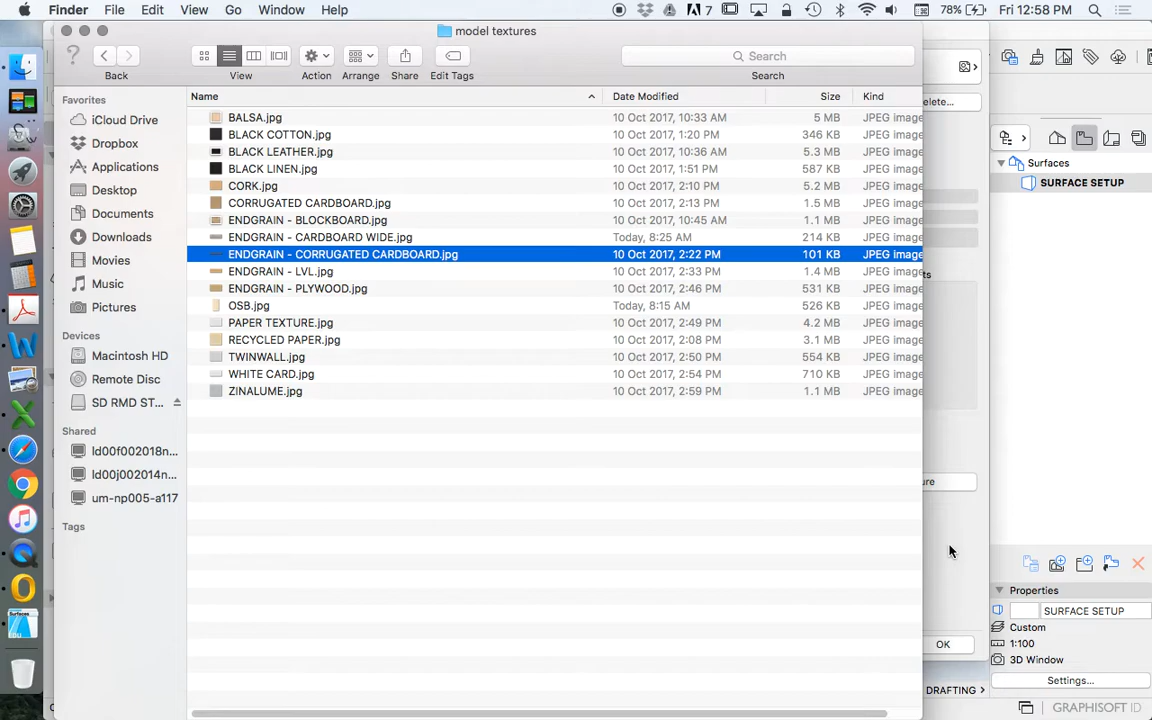 Finder File Edit View Go Window Help 7 78% Fri 12:58 PM
model textures
Back View Action Arrange Share Edit Tags Search
Search
Favorites
iCloud Drive
Dropbox
Applications
Desktop
Documents
Downloads
Movies
Music
Pictures
Devices
Macintosh HD
Remote Disc
SD RMD ST...
Shared
ld00f002018n...
ld00j002014n...
um-np005-a117
Tags
Name Date Modified Size Kind
BALSA.jpg 10 Oct 2017, 10:33 AM 5 MB JPEG image
BLACK COTTON.jpg 10 Oct 2017, 1:20 PM 346 KB JPEG image
BLACK LEATHER.jpg 10 Oct 2017, 10:36 AM 5.3 MB JPEG image
BLACK LINEN.jpg 10 Oct 2017, 1:51 PM 587 KB JPEG image
CORK.jpg 10 Oct 2017, 2:10 PM 5.2 MB JPEG image
CORRUGATED CARDBOARD.jpg 10 Oct 2017, 2:13 PM 1.5 MB JPEG image
ENDGRAIN - BLOCKBOARD.jpg 10 Oct 2017, 10:45 AM 1.1 MB JPEG image
ENDGRAIN - CARDBOARD WIDE.jpg Today, 8:25 AM 214 KB JPEG image
ENDGRAIN - CORRUGATED CARDBOARD.jpg 10 Oct 2017, 2:22 PM 101 KB JPEG image
ENDGRAIN - LVL.jpg 10 Oct 2017, 2:33 PM 1.4 MB JPEG image
ENDGRAIN - PLYWOOD.jpg 10 Oct 2017, 2:46 PM 531 KB JPEG image
OSB.jpg Today, 8:15 AM 526 KB JPEG image
PAPER TEXTURE.jpg 10 Oct 2017, 2:49 PM 4.2 MB JPEG image
RECYCLED PAPER.jpg 10 Oct 2017, 2:08 PM 3.1 MB JPEG image
TWINWALL.jpg 10 Oct 2017, 2:50 PM 554 KB JPEG image
WHITE CARD.jpg 10 Oct 2017, 2:54 PM 710 KB JPEG image
ZINALUME.jpg 10 Oct 2017, 2:59 PM 1.1 MB JPEG image
elete...
ts
ure
OK
DRAFTING
Surfaces
SURFACE SETUP
Properties
SURFACE SETUP
Custom
1:100
3D Window
Settings...
GRAPHISOFT ID